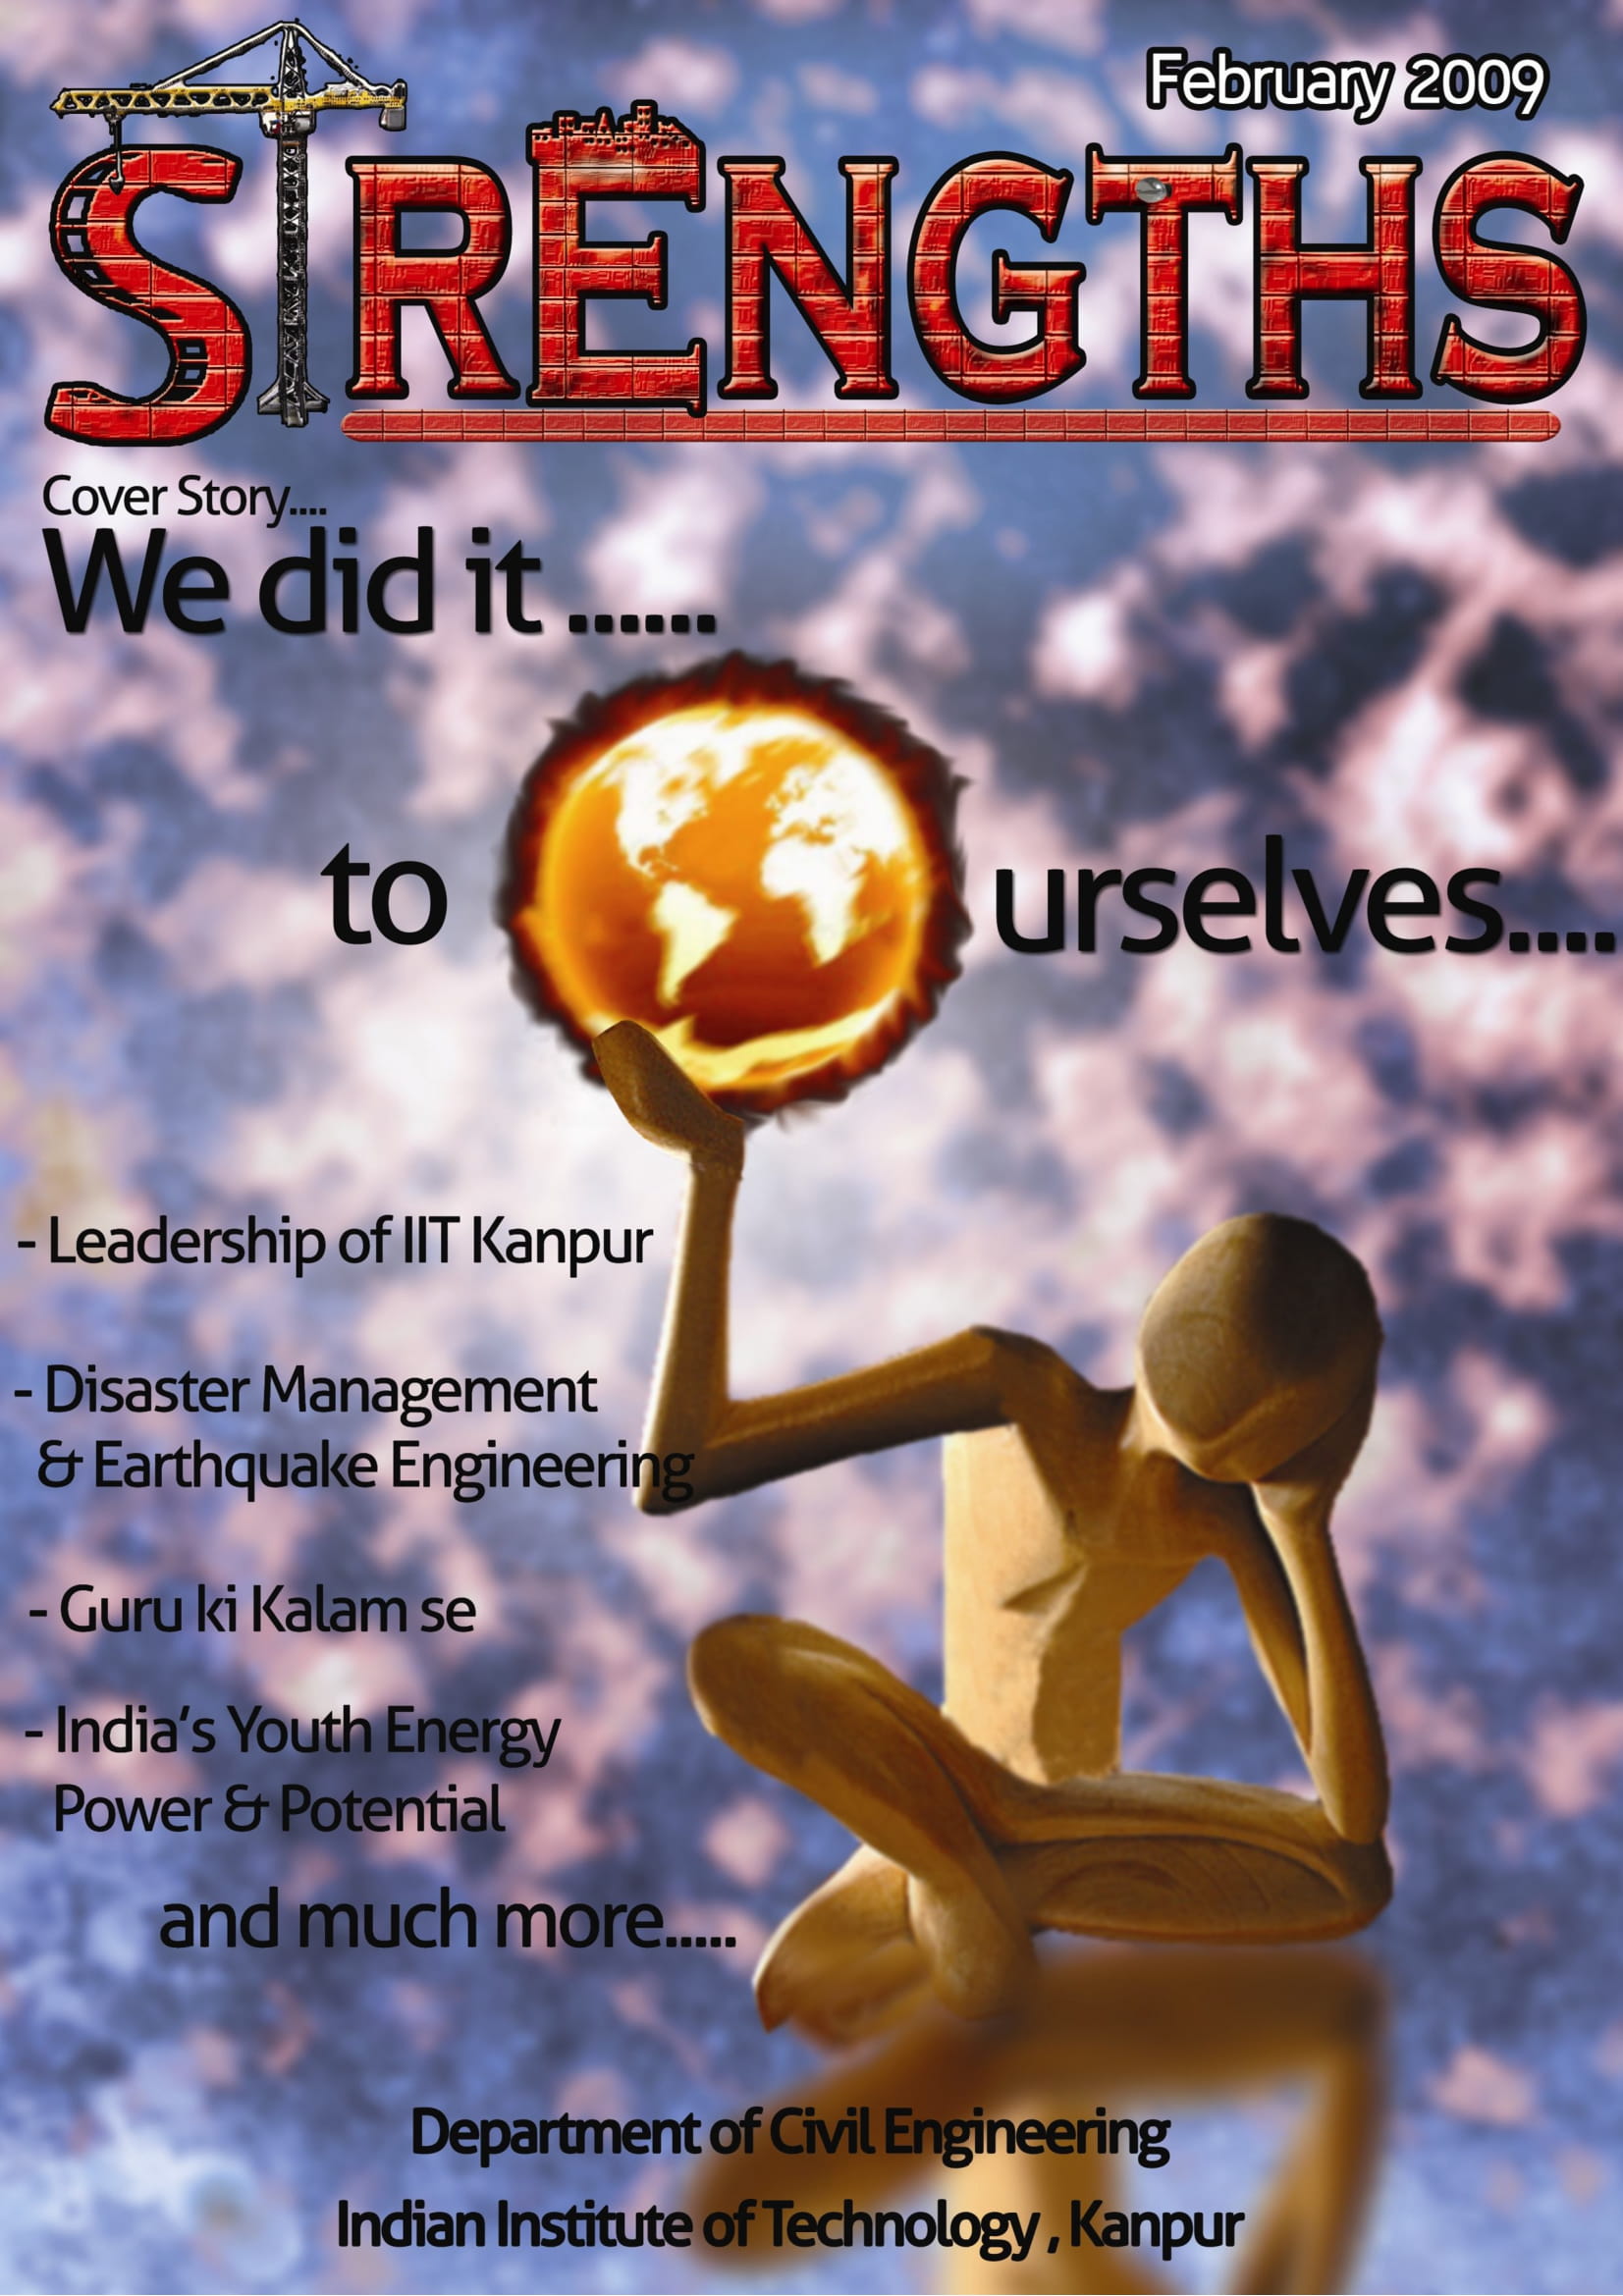 February 2009
STRENGTHS
Cover Story....
We did it ......
to urselves....
- Leadership of IIT Kanpur
- Disaster Management
& Earthquake Engineering
- Guru ki Kalam se
- India's Youth Energy
Power & Potential
and much more.....
Department of Civil Engineering
Indian Institute of Technology , Kanpur